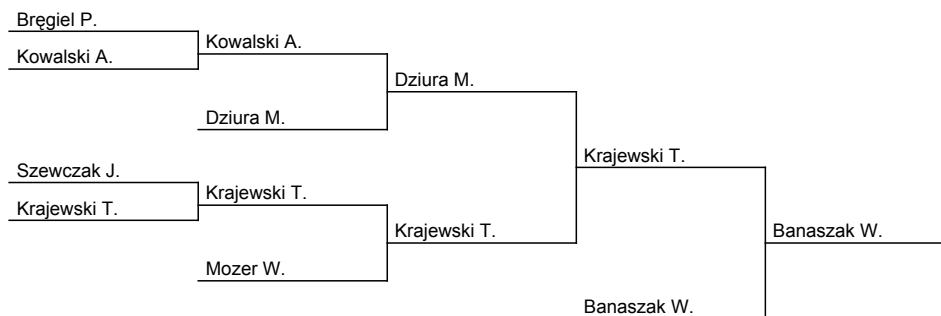 Bręgiel P.
Kowalski A.
Kowalski A.
Dziura M.
Dziura M.
Szewczak J.
Krajewski T.
Krajewski T.
Krajewski T.
Mozer W.
Krajewski T.
Banaszak W.
Banaszak W.